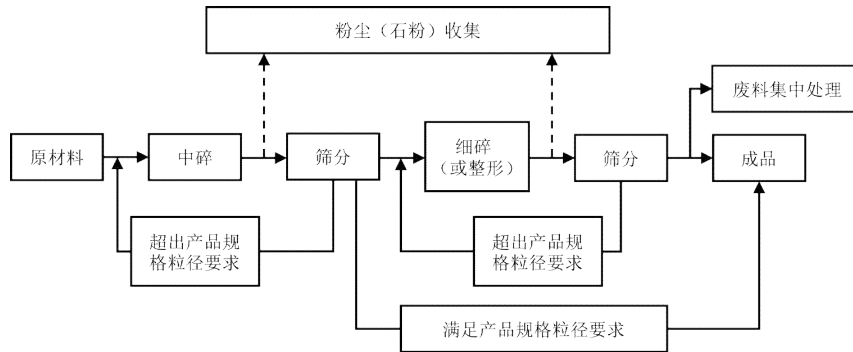 粉尘（石粉）收集
废料集中处理
原材料
中碎
筛分
细碎
（或整形）
筛分
成品
超出产品规
格粒径要求
超出产品规
格粒径要求
满足产品规格粒径要求